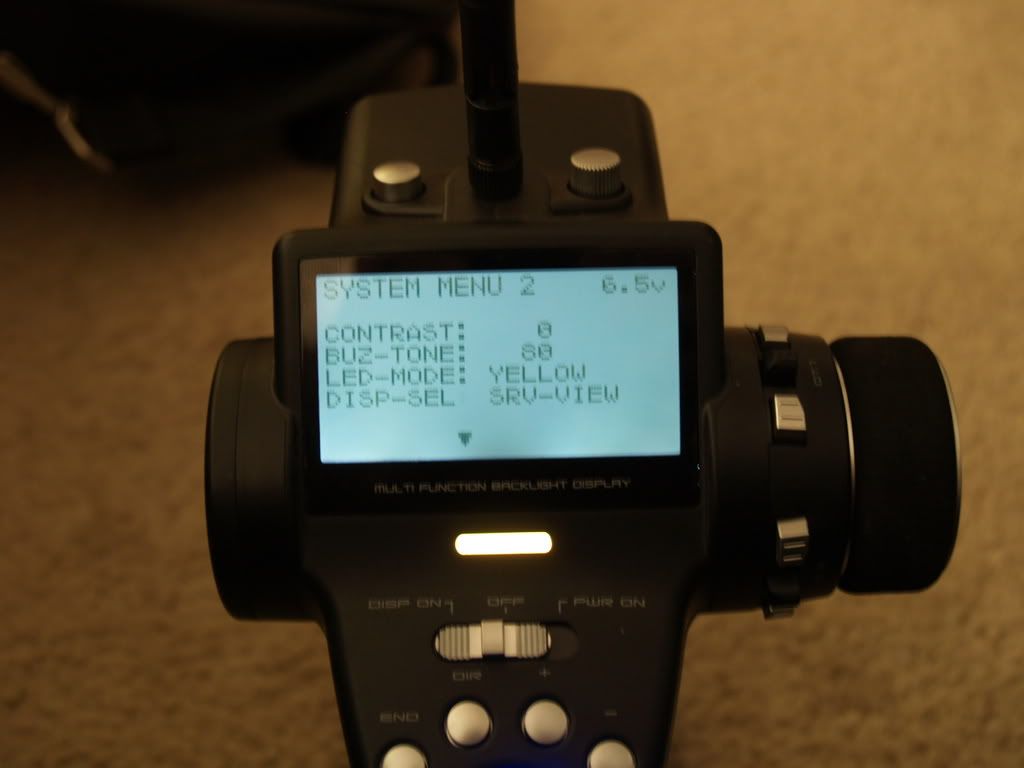 SYSTEM MENU 2 6.5v
CONTRAST: 0
BUZ-TONE: 80
LED-MODE: YELLOW
DISP-SEL SRV-VIEW
MULTI FUNCTION BACKLIGHT DISPLAY
DISP ON OFF PWR ON
DIR +
END -